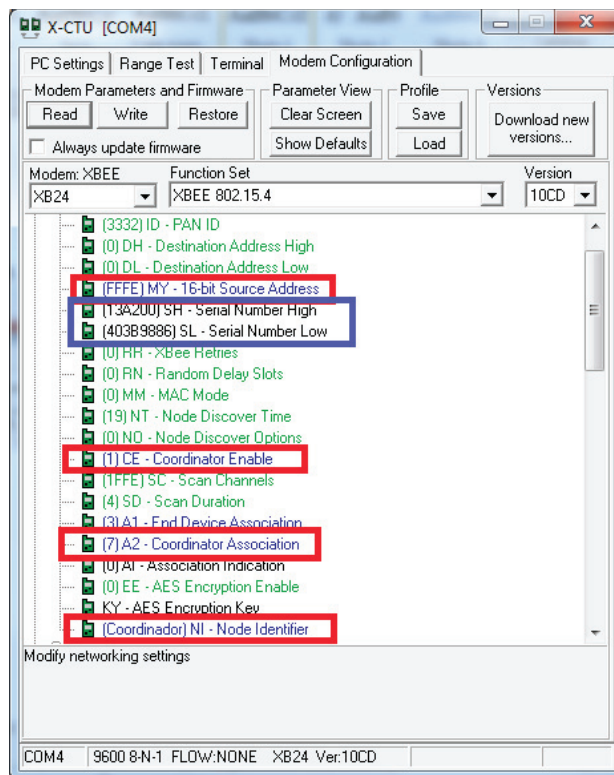 X-CTU [COM4]
PC Settings Range Test Terminal Modem Configuration
Modem Parameters and Firmware Parameter View Profile Versions
Read Write Restore Clear Screen Save Download new versions...
Always update firmware Show Defaults Load
Modem: XBEE Function Set Version
XB24 XBEE 802.15.4 10CD
(3332) ID - PAN ID
(0) DH - Destination Address High
(0) DL - Destination Address Low
(FFFE) MY - 16-bit Source Address
(13A200) SH - Serial Number High
(403B9886) SL - Serial Number Low
(0) RR - XBee Retries
(0) RN - Random Delay Slots
(0) MM - MAC Mode
(19) NT - Node Discover Time
(0) NO - Node Discover Options
(1) CE - Coordinator Enable
(1FFE) SC - Scan Channels
(4) SD - Scan Duration
(3) A1 - End Device Association
(7) A2 - Coordinator Association
(0) AI - Association Indication
(0) EE - AES Encryption Enable
KY - AES Encryption Key
(Coordinador) NI - Node Identifier
Modify networking settings
COM4 9600 8-N-1 FLOW:NONE XB24 Ver:10CD